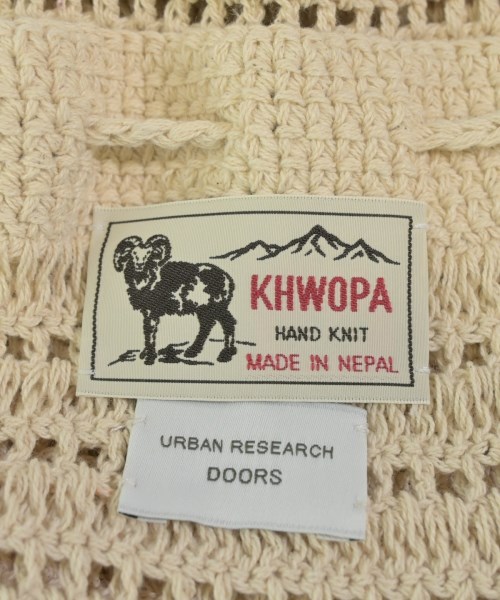 KHWOPA
HAND KNIT
MADE IN NEPAL
URBAN RESEARCH
DOORS